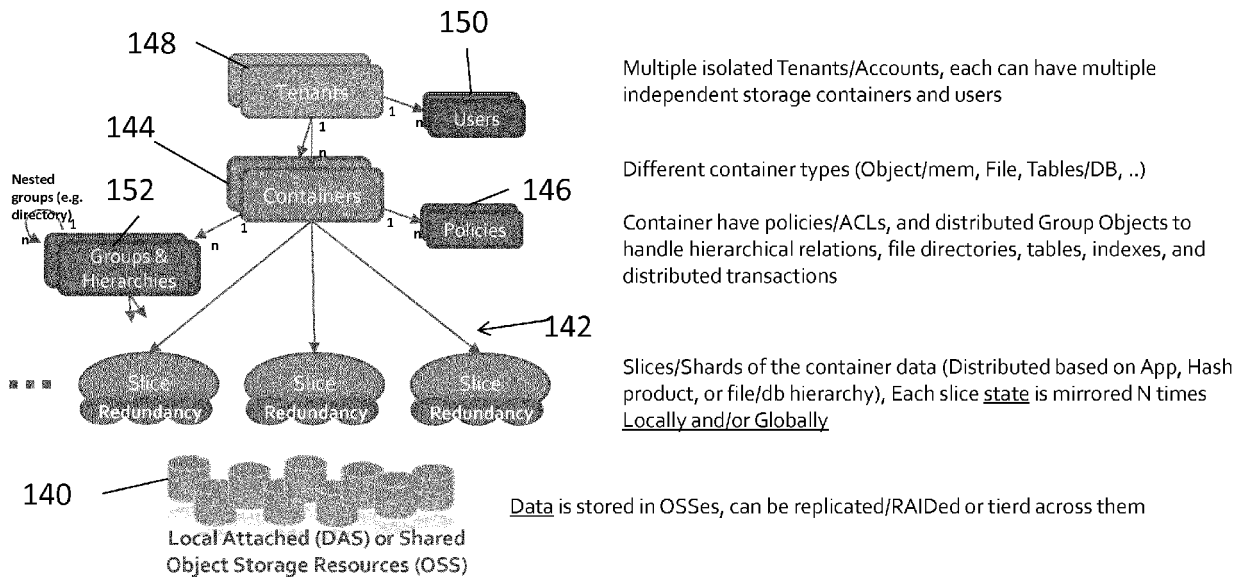 148
150
Tenants
Multiple isolated Tenants/Accounts, each can have multiple
independent storage containers and users
1
n
Users
1
144
n
Different container types (Object/mem, File, Tables/DB, ..)
Nested
groups (e.g.
directory)
152
Containers
146
1
n
n
1
1
n
Policies
Container have policies/ACLs, and distributed Group Objects to
handle hierarchical relations, file directories, tables, indexes, and
distributed transactions
Groups &
Hierarchies
142
Slice
Slice
Slice
Redundancy
Redundancy
Redundancy
Slices/Shards of the container data (Distributed based on App, Hash
product, or file/db hierarchy), Each slice state is mirrored N times
Locally and/or Globally
140
Data is stored in OSSes, can be replicated/RAIDed or tierd across them
Local Attached (DAS) or Shared
Object Storage Resources (OSS)